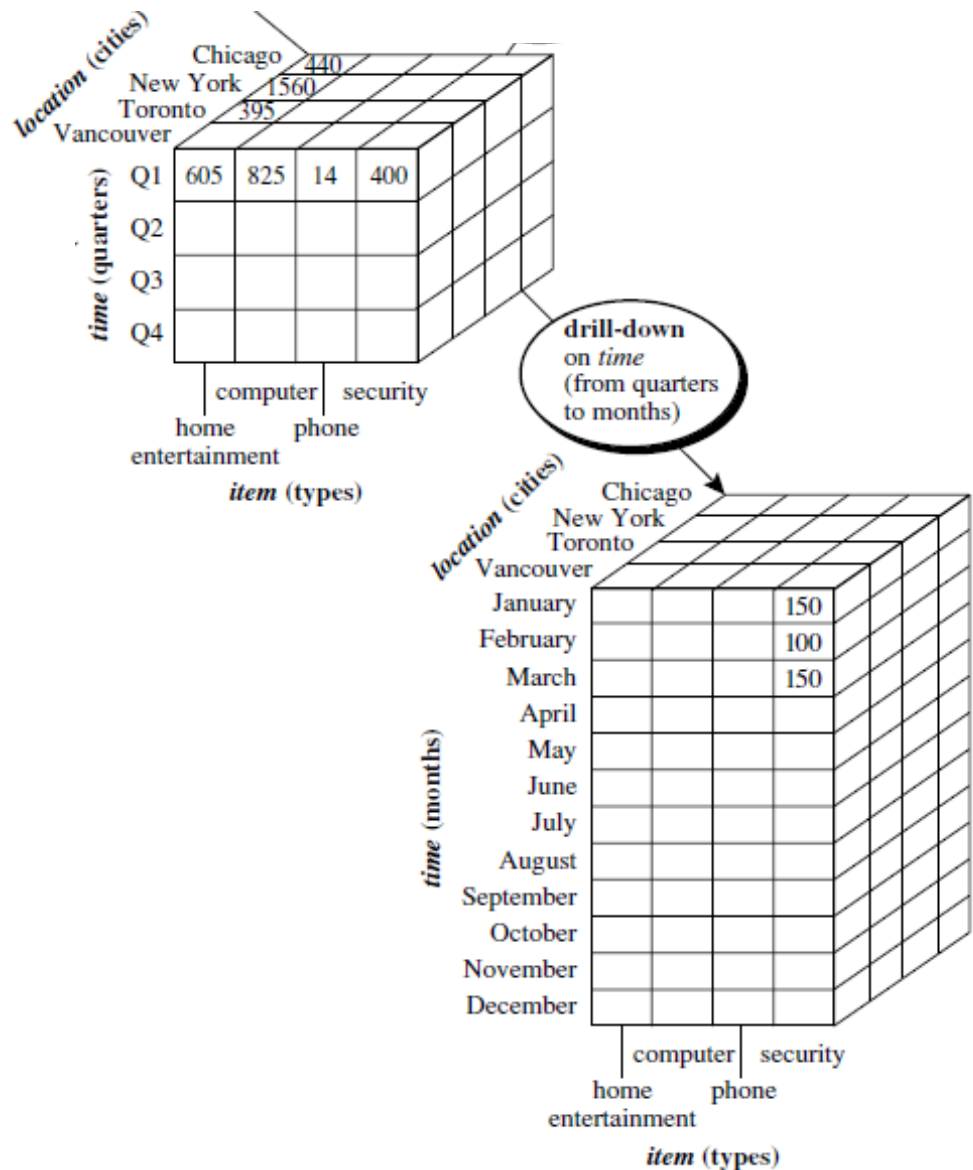 location (cities)
Chicago
New York
Toronto
Vancouver
440
1560
395
time (quarters)
Q1 605 825 14 400
Q2
Q3
Q4
computer security
home phone
entertainment
item (types)
drill-down
on time
(from quarters
to months)
location (cities)
Chicago
New York
Toronto
Vancouver
time (months)
January 150
February 100
March 150
April
May
June
July
August
September
October
November
December
computer security
home phone
entertainment
item (types)